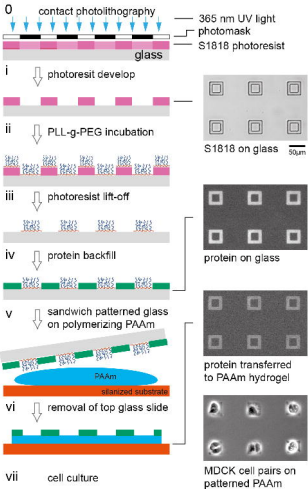 0
contact photolithography
365 nm UV light
photomask
S1818 photoresist
glass
i
photoresit develop
S1818 on glass
50µm
ii
PLL-g-PEG incubation
iii
photoresist lift-off
iv
protein backfill
protein on glass
v
sandwich patterned glass
on polymerizing PAAm
PAAm
silanized substrate
protein transferred
to PAAm hydrogel
vi
removal of top glass slide
MDCK cell pairs on
patterned PAAm
vii
cell culture